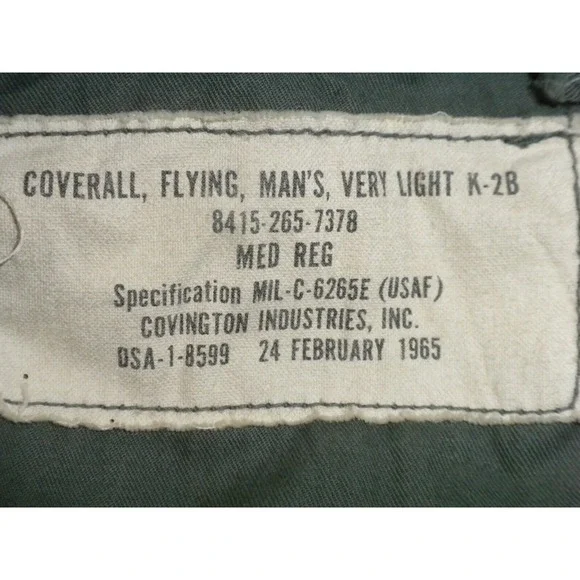 COVERALL, FLYING, MAN'S, VERY LIGHT K-2B
8415-265-7378
MED REG
Specification MIL-C-6265E (USAF)
COVINGTON INDUSTRIES, INC.
DSA-1-8599 24 FEBRUARY 1965